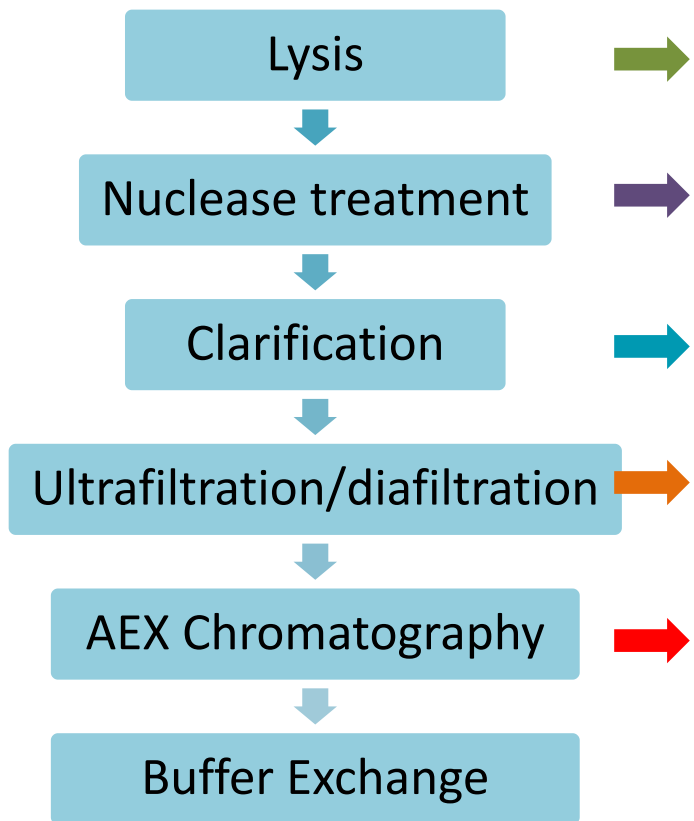 Lysis
Nuclease treatment
Clarification
Ultrafiltration/diafiltration
AEX Chromatography
Buffer Exchange